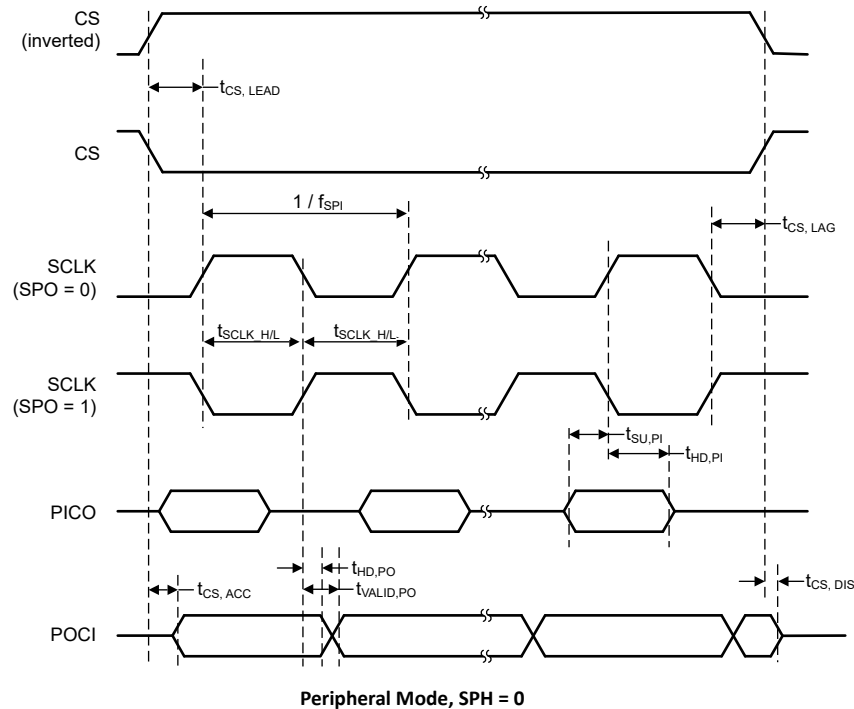 CS
(inverted)
tCS, LEAD
CS
1 / fSPI
tCS, LAG
SCLK
(SPO = 0)
tSCLK_H/L
tSCLK_H/L.
SCLK
(SPO = 1)
tSU,PI
tHD,PI
PICO
tHD,PO
tVALID,PO
tCS, ACC
tCS, DIS
POCI
Peripheral Mode, SPH = 0